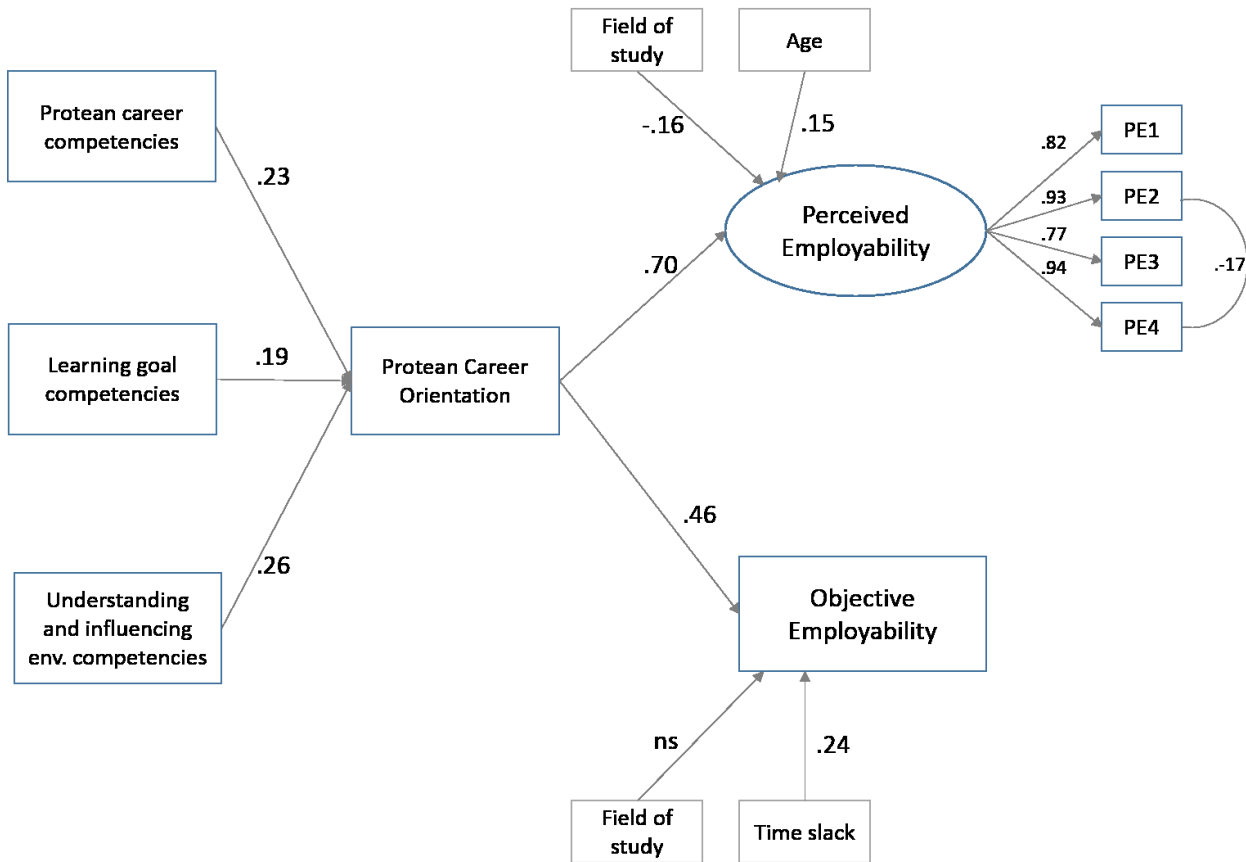 Field of
study
Age
Protean career
competencies
-.16
.15
PE1
.82
.23
PE2
.93
Perceived
Employability
.77
PE3
.-17
.70
.94
PE4
Learning goal
competencies
.19
Protean Career
Orientation
.46
.26
Understanding
and influencing
env. competencies
Objective
Employability
ns
.24
Field of
study
Time slack